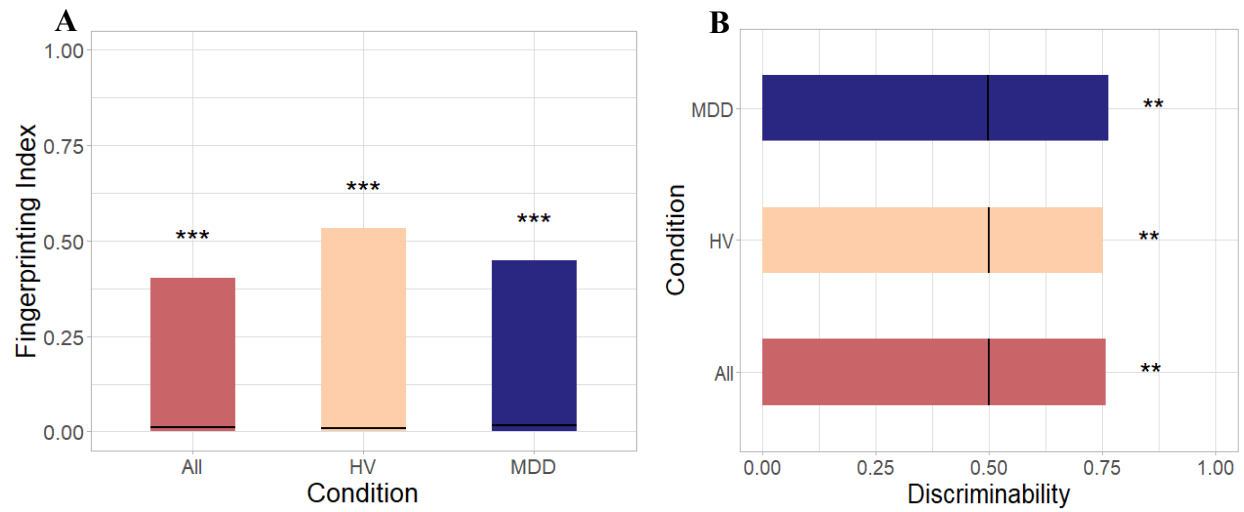 A
Fingerprinting Index
1.00
0.75
0.50
0.25
0.00
***
***
***
All HV MDD
Condition
B
Condition
MDD
HV
All
**
**
**
0.00 0.25 0.50 0.75 1.00
Discriminability